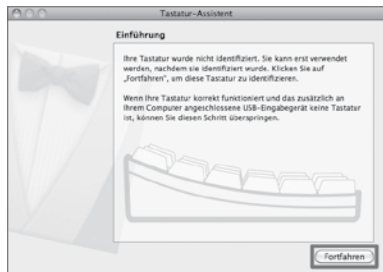 Tastatur-Assistent
Einführung
Ihre Tastatur wurde nicht identifiziert. Sie kann erst verwendet
werden, nachdem sie identifiziert wurde. Klicken Sie auf
„Fortfahren“, um diese Tastatur zu identifizieren.
Wenn Ihre Tastatur korrekt funktioniert und das zusätzlich an
Ihrem Computer angeschlossene USB-Eingabegerät keine Tastatur
ist, können Sie diesen Schritt überspringen.
Fortfahren